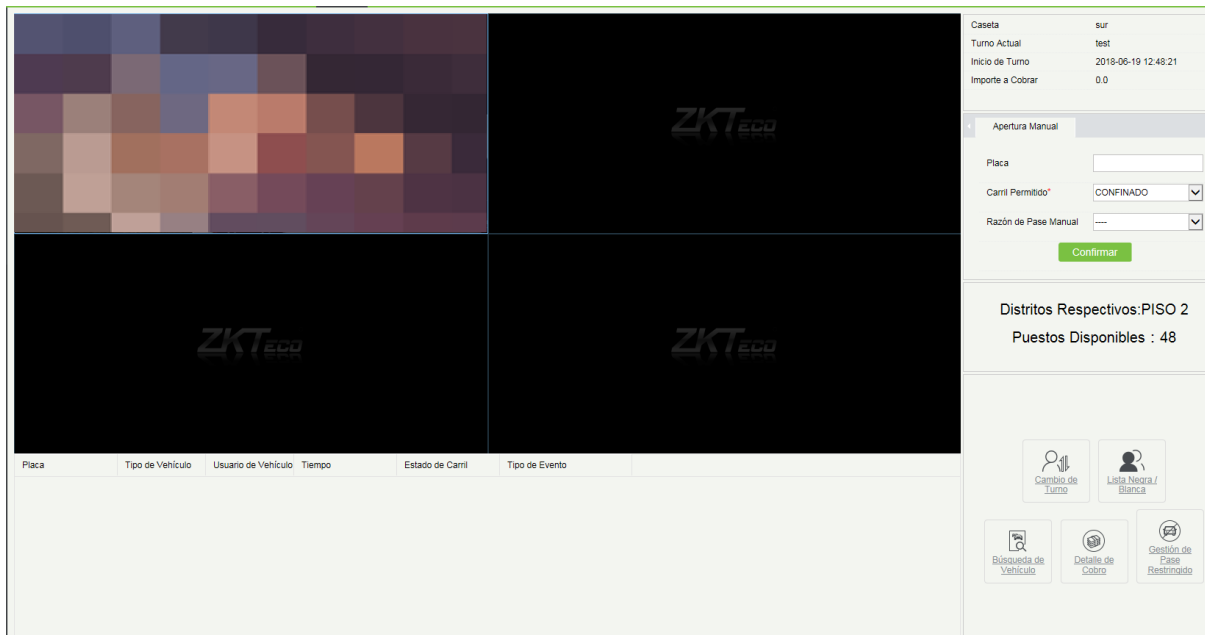 Caseta sur
Turno Actual test
Inicio de Turno 2018-06-19 12:48:21
Importe a Cobrar 0.0
ZKTeco
Apertura Manual
Placa
Carril Permitido* CONFINADO
Razón de Pase Manual ----
Confirmar
ZKTeco
ZKTeco
Distritos Respectivos:PISO 2
Puestos Disponibles : 48
Placa Tipo de Vehículo Usuario de Vehículo Tiempo Estado de Carril Tipo de Evento
Cambio de
Turno
Lista Negra /
Blanca
Búsqueda de
Vehículo
Detalle de
Cobro
Gestión de
Pase
Restringido